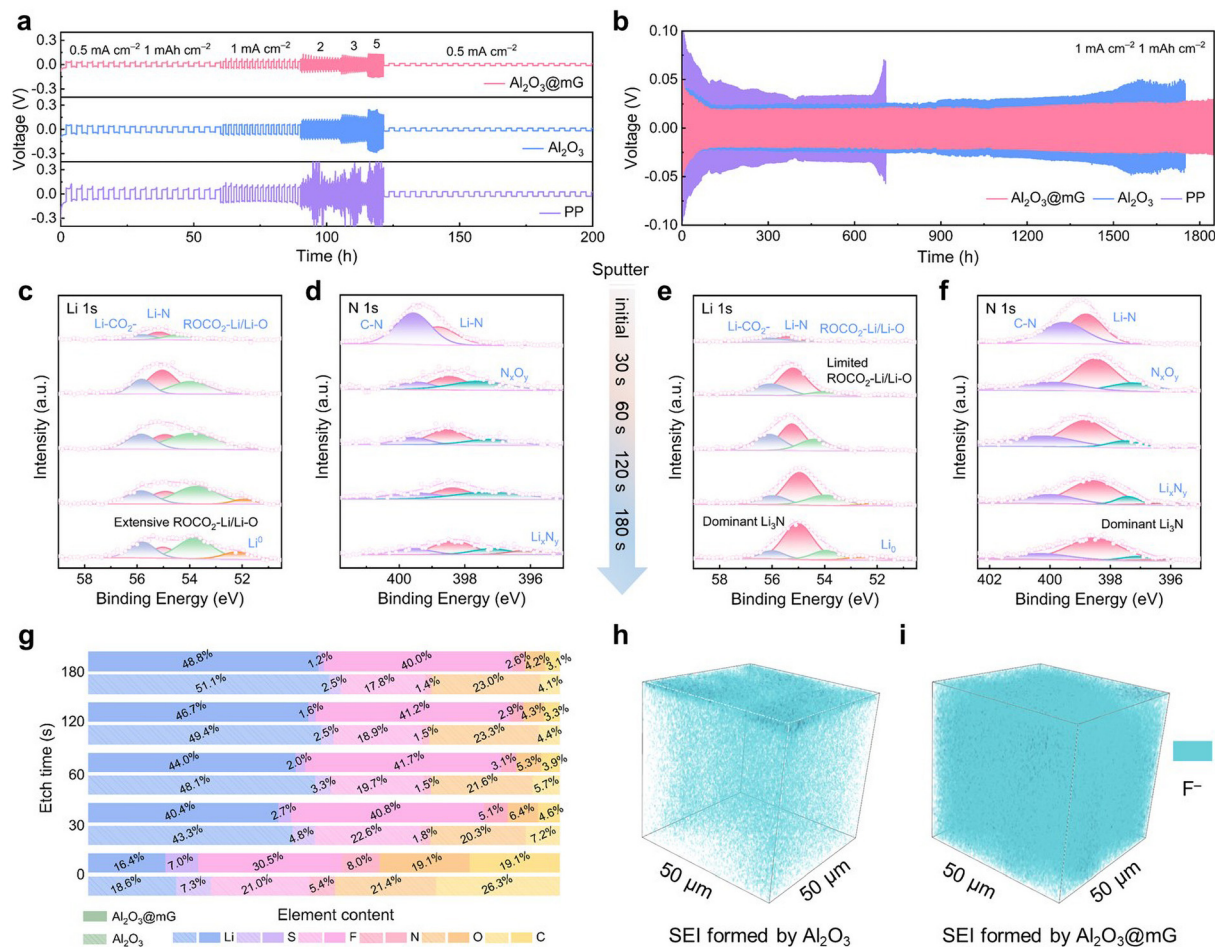 a
0.5 mA cm⁻² 1 mAh cm⁻² 1 mA cm⁻² 2 3 5 0.5 mA cm⁻²
0.3
0.0
-0.3
Al₂O₃@mG
0.3
0.0
-0.3
Al₂O₃
0.3
0.0
-0.3
PP
Voltage (V)
0 50 100 150 200
Time (h)
b
1 mA cm⁻² 1 mAh cm⁻²
0.10
0.05
0.00
-0.05
-0.10
Voltage (V)
Al₂O₃@mG Al₂O₃ PP
0 300 600 900 1200 1500 1800
Time (h)
c
Li 1s
Li-CO₂- Li-N ROCO₂-Li/Li-O
Extensive ROCO₂-Li/Li-O
Li⁰
Intensity (a.u.)
59 58 56 54 52
Binding Energy (eV)
d
N 1s
C-N Li-N
NₓOᵧ
LiₓNᵧ
400 398 396
Binding Energy (eV)
Sputter
initial
30 s
60 s
120 s
180 s
e
Li 1s
Li-CO₂- Li-N ROCO₂-Li/Li-O
Limited
ROCO₂-Li/Li-O
Dominant Li₃N
Li₀
Intensity (a.u.)
58 56 54 52
Binding Energy (eV)
f
N 1s
C-N Li-N
NₓOᵧ
LiₓNᵧ
Dominant Li₃N
Intensity (a.u.)
402 400 398 396
Binding Energy (eV)
g
Etch time (s)
180
48.8% 1.2% 40.0% 2.6% 4.2% 3.1%
51.1% 2.5% 17.8% 1.4% 23.0% 4.1%
120
46.7% 1.6% 41.2% 2.9% 4.3% 3.3%
49.4% 2.5% 18.9% 1.5% 23.3% 4.4%
60
44.0% 2.0% 41.7% 3.1% 5.3% 3.9%
48.1% 3.3% 19.7% 1.5% 21.6% 5.7%
30
40.4% 2.7% 40.8% 5.1% 6.4% 4.6%
43.3% 4.8% 22.6% 1.8% 20.3% 7.2%
0
16.4% 7.0% 30.5% 8.0% 19.1% 19.1%
18.6% 7.3% 21.0% 5.4% 21.4% 26.3%
Al₂O₃@mG
Al₂O₃
Element content
Li S F N O C
h
50 µm 50 µm
SEI formed by Al₂O₃
i
50 µm 50 µm
SEI formed by Al₂O₃@mG
F⁻